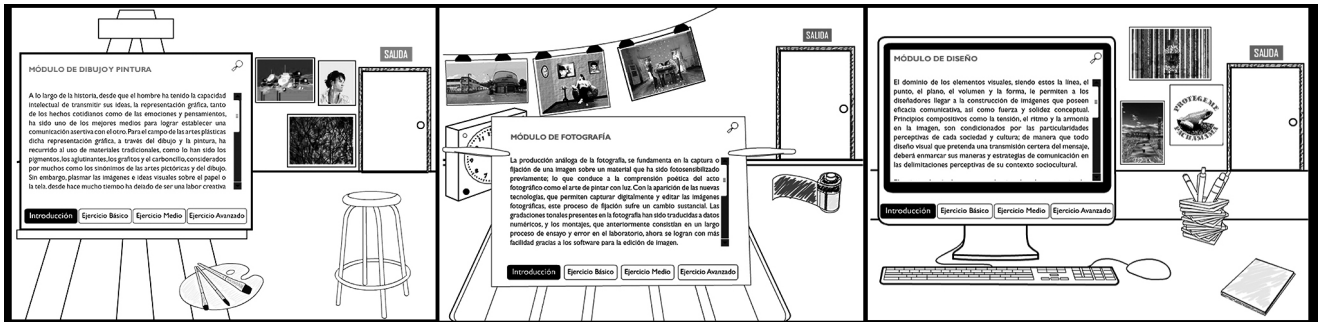 SALIDA
MÓDULO DE DIBUJO Y PINTURA
A lo largo de la historia, desde que el hombre ha tenido la capacidad
intelectual de transmitir sus ideas, la representación gráfica, tanto
de los hechos cotidianos como de las emociones y pensamientos,
ha sido uno de los mejores medios para lograr establecer una
comunicación asertiva con el otro. Para el campo de las artes plásticas
dicha representación gráfica, a través del dibujo y la pintura, ha
recurrido al uso de materiales tradicionales, como lo han sido los
pigmentos, los aglutinantes, los grafitos y el carboncillo, considerados
por muchos como los sinónimos de las artes pictóricas y del dibujo.
Sin embargo, plasmar las imágenes e ideas visuales sobre el papel o
la tela, desde hace mucho tiempo ha dejado de ser una labor creativa
Introducción
Ejercicio Básico
Ejercicio Medio
Ejercicio Avanzado
SALIDA
MÓDULO DE FOTOGRAFÍA
La producción análoga de la fotografía, se fundamenta en la captura o
fijación de una imagen sobre un material que ha sido fotosensibilizado
previamente; lo que conduce a la comprensión poética del acto
fotográfico como el arte de pintar con luz. Con la aparición de las nuevas
tecnologías, que permiten capturar digitalmente y editar las imágenes
fotográficas, este proceso de fijación sufre un cambio sustancial. Las
gradaciones tonales presentes en la fotografía han sido traducidas a datos
numéricos, y los montajes, que anteriormente consistían en un largo
proceso de ensayo y error en el laboratorio, ahora se logran con más
facilidad gracias a los software para la edición de imagen.
Introducción
Ejercicio Básico
Ejercicio Medio
Ejercicio Avanzado
SALIDA
MÓDULO DE DISEÑO
El dominio de los elementos visuales, siendo estos la línea, el
punto, el plano, el volumen y la forma, le permiten a los
diseñadores llegar a la construcción de imágenes que poseen
eficacia comunicativa, así como fuerza y solidez conceptual.
Principios compositivos como la tensión, el ritmo y la armonía
en la imagen, son condicionados por las particularidades
perceptivas de cada sociedad y cultura; de manera que todo
diseño visual que pretenda una transmisión certera del mensaje,
deberá enmarcar sus maneras y estrategias de comunicación en
las delimitaciones perceptivas de su contexto sociocultural.
Introducción
Ejercicio Básico
Ejercicio Medio
Ejercicio Avanzado
PROTEGEME
PACHAMAMA